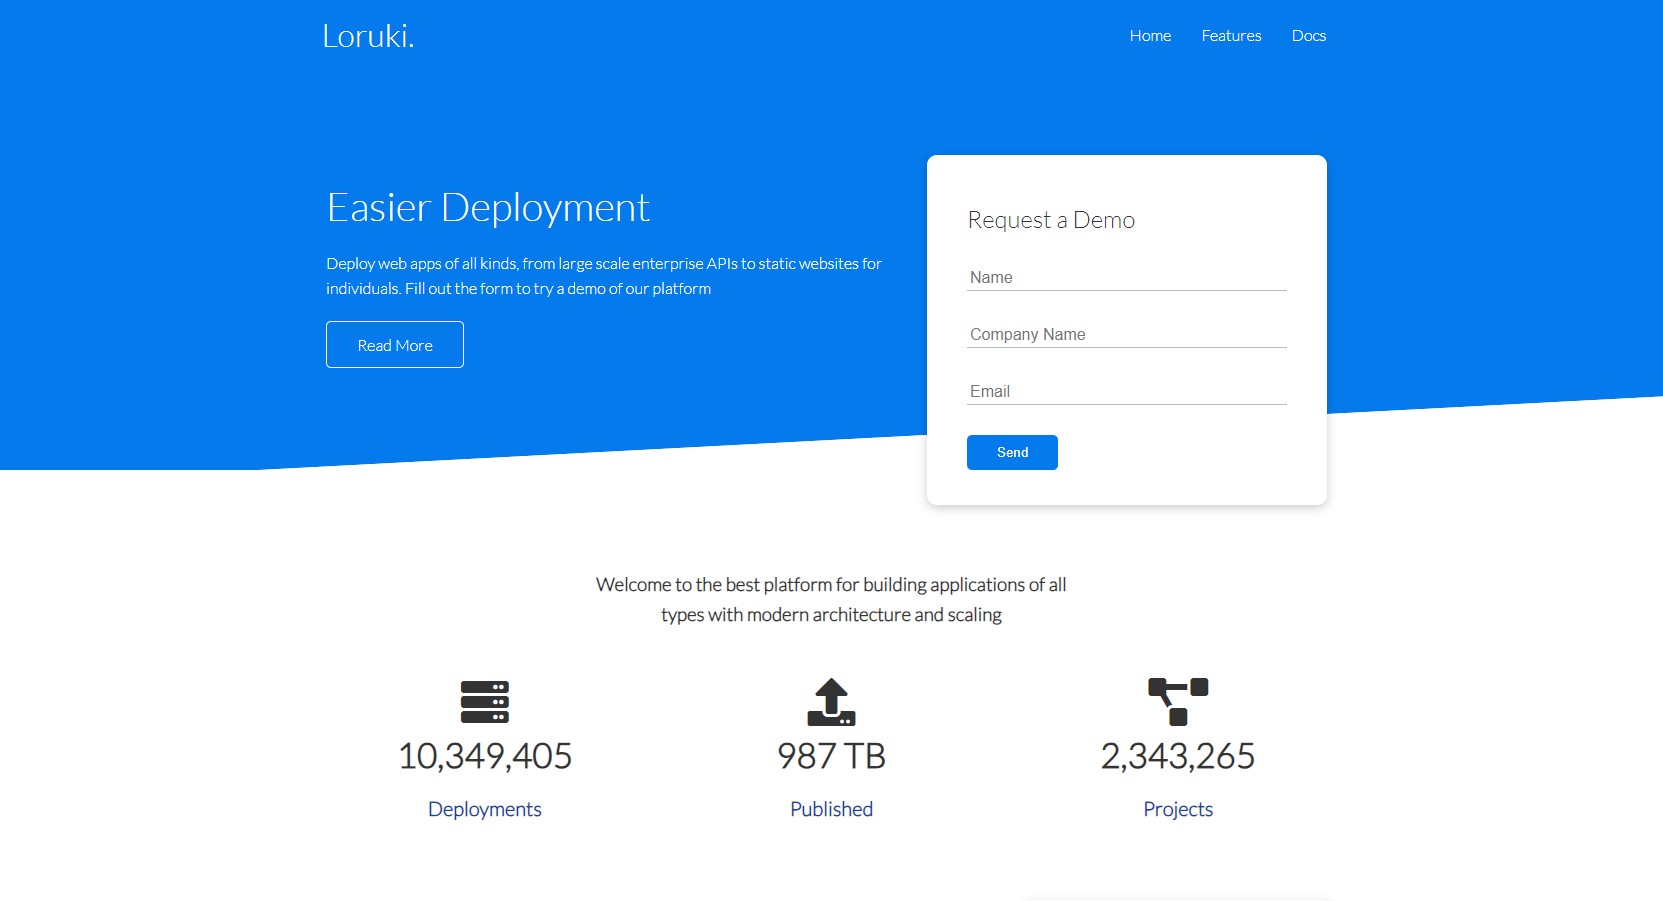 Loruki.
Home Features Docs
Easier Deployment
Deploy web apps of all kinds, from large scale enterprise APIs to static websites for
individuals. Fill out the form to try a demo of our platform
Read More
Request a Demo
Name
Company Name
Email
Send
Welcome to the best platform for building applications of all
types with modern architecture and scaling
10,349,405
Deployments
987 TB
Published
2,343,265
Projects